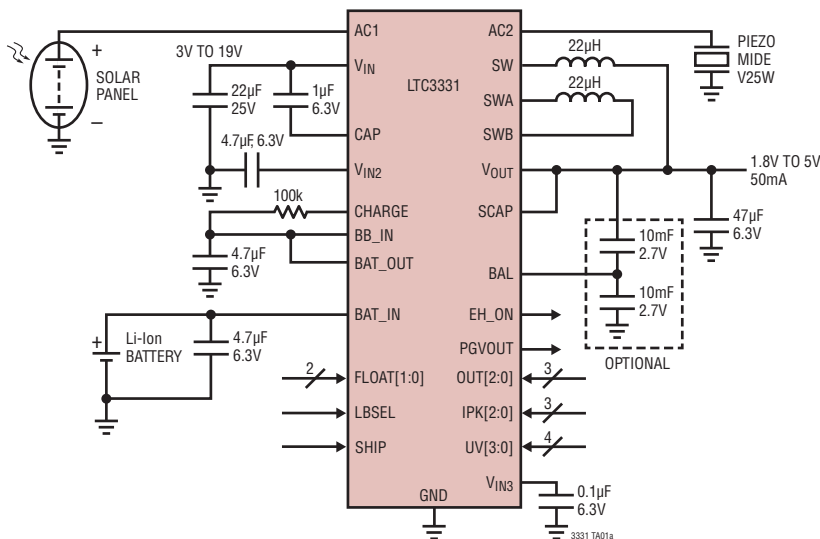 AC1
AC2
3V TO 19V
VIN
SW
22µH
PIEZO
MIDE
V25W
+
SOLAR
PANEL
–
LTC3331
22µF
25V
1µF
6.3V
SWA
22µH
CAP
SWB
4.7µF, 6.3V
VIN2
VOUT
1.8V TO 5V
50mA
100k
CHARGE
SCAP
BB_IN
47µF
6.3V
4.7µF
6.3V
BAT_OUT
10mF
2.7V
BAL
10mF
2.7V
BAT_IN
EH_ON
+
Li-Ion
BATTERY
4.7µF
6.3V
PGVOUT
OPTIONAL
2
FLOAT[1:0]
OUT[2:0]
3
LBSEL
IPK[2:0]
3
SHIP
UV[3:0]
4
VIN3
0.1µF
6.3V
GND
3331 TA01a